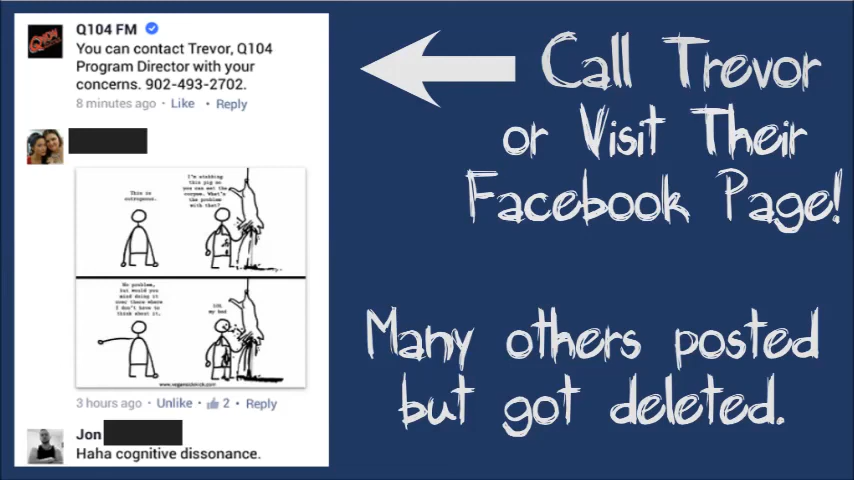 Q104 FM
You can contact Trevor, Q104
Program Director with your
concerns. 902-493-2702.
8 minutes ago · Like · Reply
This is
outrageous.
I'm stabbing
this pig so
you can eat the
corpse. What's
the problem
with that?
No problem,
but would you
mind doing it
over there where
I don't have to
think about it.
LOL
my bad
www.vegansidekick.com
3 hours ago · Unlike · 2 · Reply
Jon
Haha cognitive dissonance.
Call Trevor
or Visit Their
Facebook Page!
Many others posted
but got deleted.